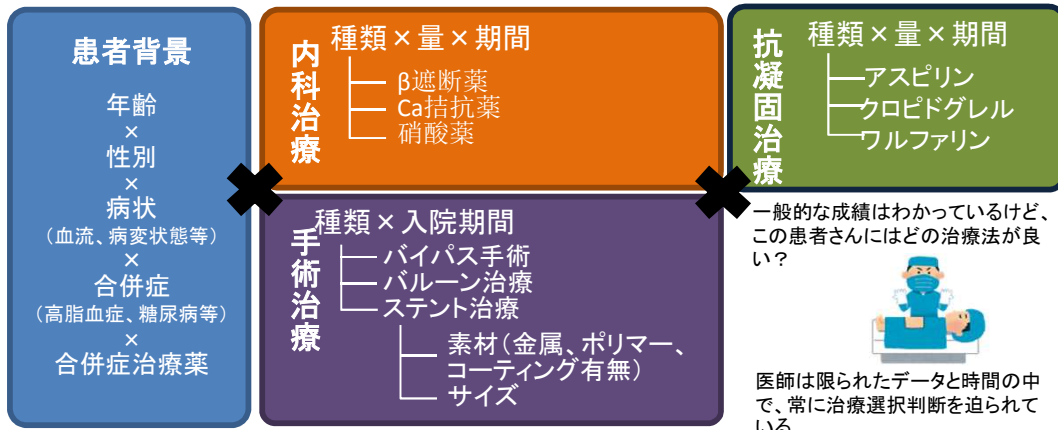 患者背景
年齢
×
性別
×
病状
（血流、病変状態等）
×
合併症
（高脂血症、糖尿病等）
×
合併症治療薬
内科治療
種類×量×期間
β遮断薬
Ca拮抗薬
硝酸薬
手術治療
種類×入院期間
バイパス手術
バルーン治療
ステント治療
素材（金属、ポリマー、
コーティング有無）
サイズ
抗凝固治療
種類×量×期間
アスピリン
クロピドグレル
ワルファリン
一般的な成績はわかっているけど、
この患者さんにはどの治療法が良
い？
医師は限られたデータと時間の中
で、常に治療選択判断を迫られて
いる